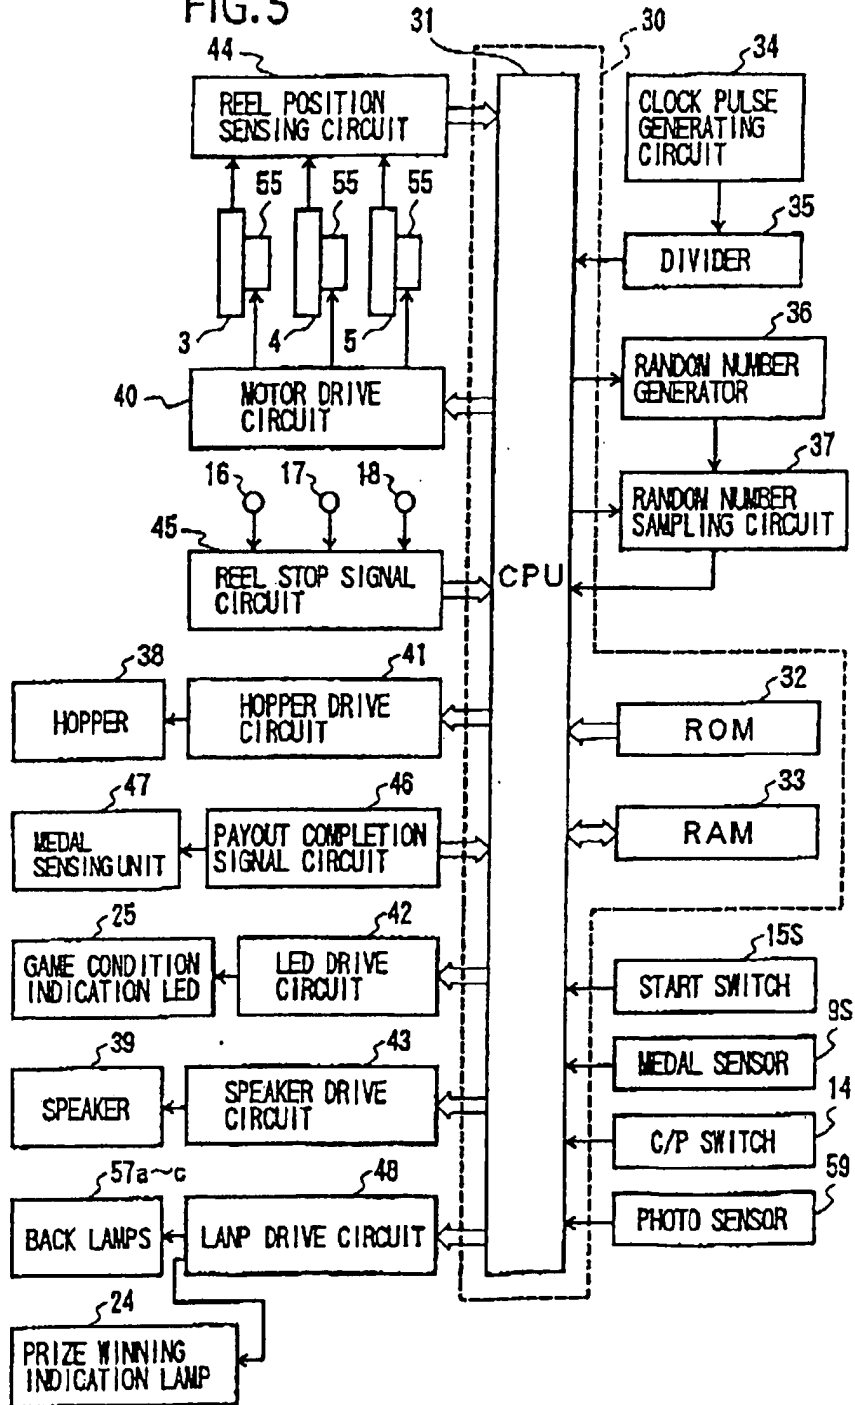 FIG.5
31
30
44
34
REEL POSITION
SENSING CIRCUIT
CLOCK PULSE
GENERATING
CIRCUIT
55
55
55
35
DIVIDER
3
4
5
36
RANDOM NUMBER
GENERATOR
40
MOTOR DRIVE
CIRCUIT
37
RANDOM NUMBER
SAMPLING CIRCUIT
16
17
18
45
REEL STOP SIGNAL
CIRCUIT
CPU
38
HOPPER
41
HOPPER DRIVE
CIRCUIT
32
ROM
47
MEDAL
SENSING UNIT
46
PAYOUT COMPLETION
SIGNAL CIRCUIT
33
RAM
25
GAME CONDITION
INDICATION LED
42
LED DRIVE
CIRCUIT
15S
START SWITCH
9S
MEDAL SENSOR
39
SPEAKER
43
SPEAKER DRIVE
CIRCUIT
14
C/P SWITCH
57a~c
BACK LAMPS
48
LANP DRIVE CIRCUIT
59
PHOTO SENSOR
24
PRIZE WINNING
INDICATION LAMP